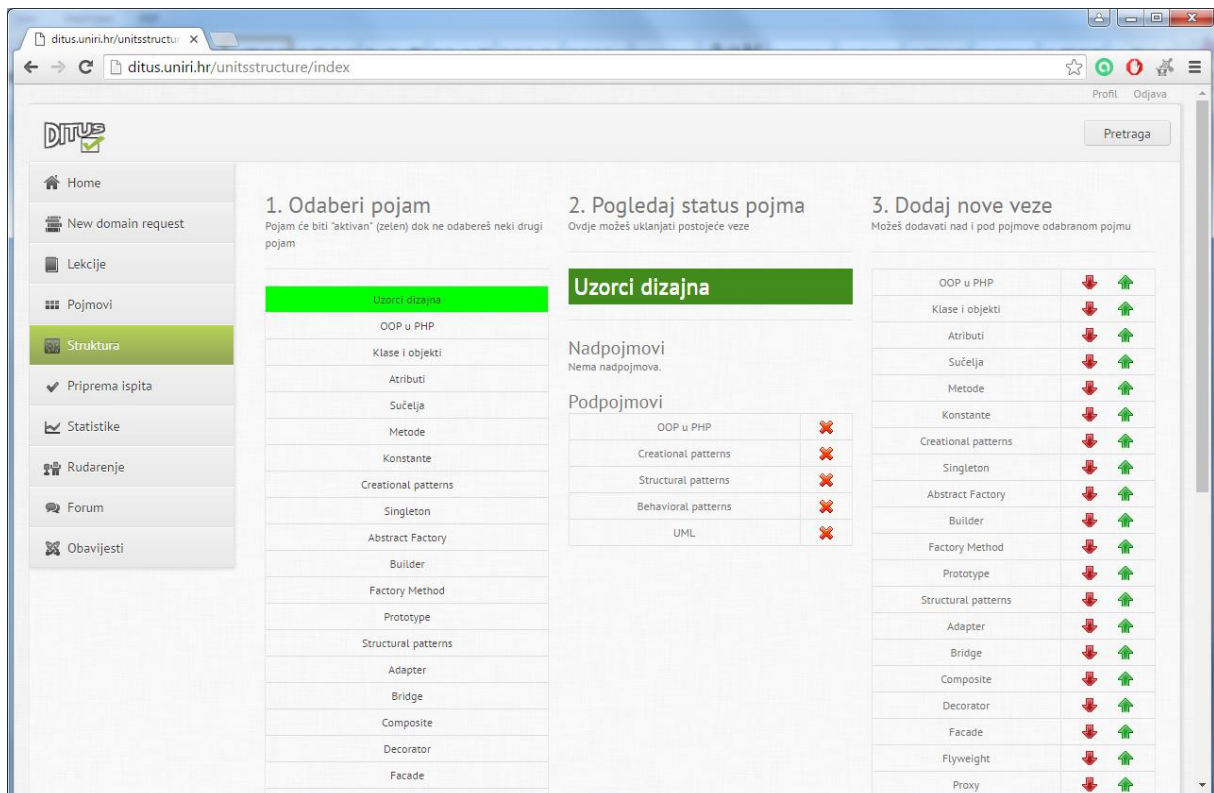 ditus.uniri.hr/unitsstructur
ditus.uniri.hr/unitsstructure/index
Profil Odjava
DITUS
Pretraga
Home
New domain request
Lekcije
Pojmovi
Struktura
Priprema ispita
Statistike
Rudarenje
Forum
Obavijesti
1. Odaberi pojam
Pojam će biti "aktivan" (zelen) dok ne odabereš neki drugi
pojam
Uzorci dizajna
OOP u PHP
Klase i objekti
Atributi
Sučelja
Metode
Konstante
Creational patterns
Singleton
Abstract Factory
Builder
Factory Method
Prototype
Structural patterns
Adapter
Bridge
Composite
Decorator
Facade
2. Pogledaj status pojma
Ovdje možeš uklanjati postojeće veze
Uzorci dizajna
Nadpojmovi
Nema nadpojmova.
Podpojmovi
OOP u PHP
Creational patterns
Structural patterns
Behavioral patterns
UML
3. Dodaj nove veze
Možeš dodavati nad i pod pojmove odabranom pojmu
OOP u PHP
Klase i objekti
Atributi
Sučelja
Metode
Konstante
Creational patterns
Singleton
Abstract Factory
Builder
Factory Method
Prototype
Structural patterns
Adapter
Bridge
Composite
Decorator
Facade
Flyweight
Proxy